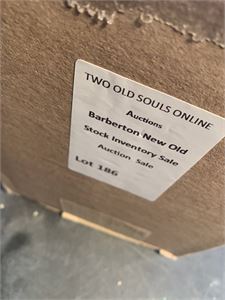 TWO OLD SOULS ONLINE
Auctions
Barberton New Old
Stock Inventory Sale
Auction Sale
Lot 186